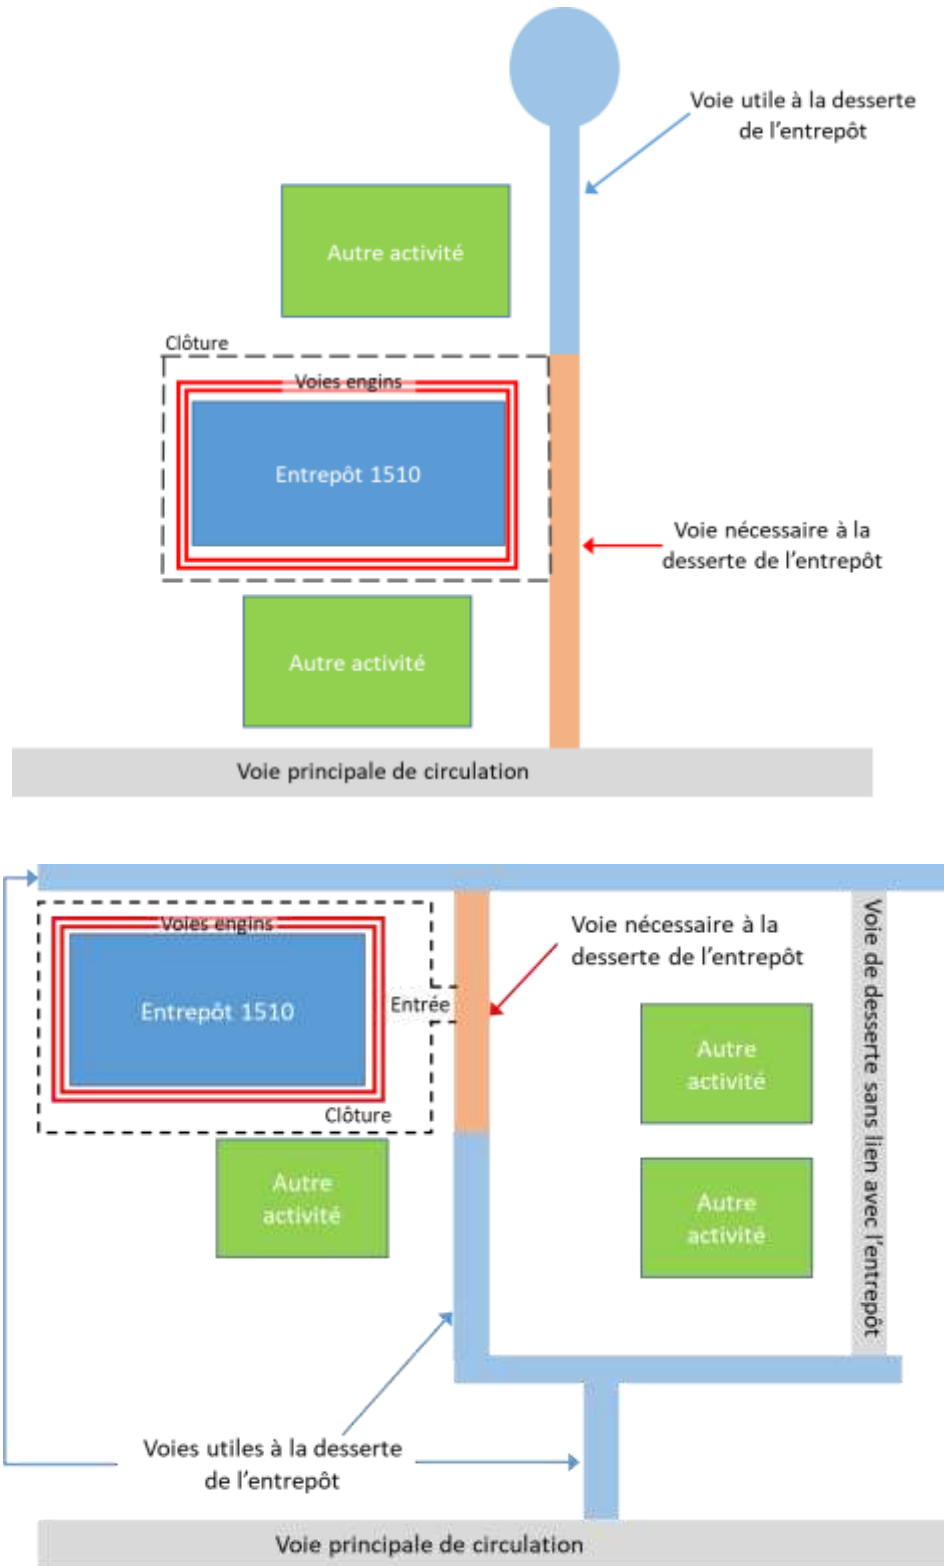 Voie utile à la desserte
de l'entrepôt
Autre activité
Clôture
Voies engins
Entrepôt 1510
Voie nécessaire à la
desserte de l'entrepôt
Autre activité
Voie principale de circulation
Voies engins
Entrepôt 1510
Entrée
Clôture
Voie nécessaire à la
desserte de l'entrepôt
Autre
activité
Autre
activité
Autre
activité
Voie de desserte sans lien avec l'entrepôt
Voies utiles à la desserte
de l'entrepôt
Voie principale de circulation